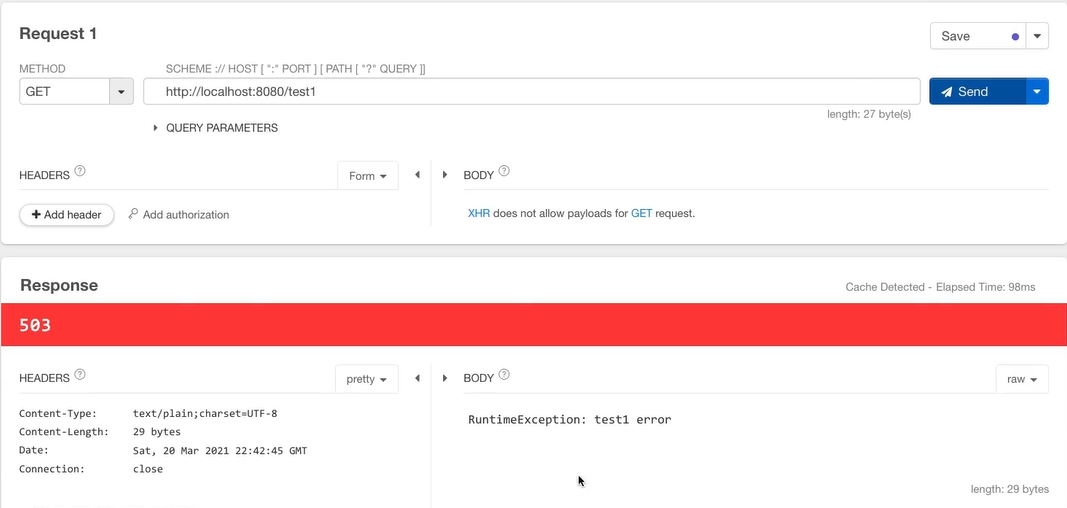 Request 1
Save
METHOD
SCHEME :// HOST [ ":" PORT ] [ PATH [ "?" QUERY ]]
GET
http://localhost:8080/test1
Send
length: 27 byte(s)
QUERY PARAMETERS
HEADERS ?
Form
BODY ?
+ Add header
Add authorization
XHR does not allow payloads for GET request.
Response
Cache Detected - Elapsed Time: 98ms
503
HEADERS ?
pretty
BODY ?
raw
Content-Type: text/plain;charset=UTF-8
Content-Length: 29 bytes
Date: Sat, 20 Mar 2021 22:42:45 GMT
Connection: close
RuntimeException: test1 error
length: 29 bytes